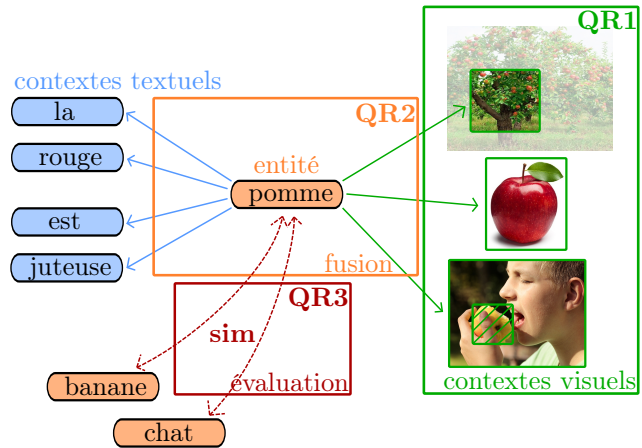 QR1
contextes textuels
la
QR2
rouge
entité
pomme
est
juteuse
fusion
QR3
sim
banane
évaluation
contextes visuels
chat